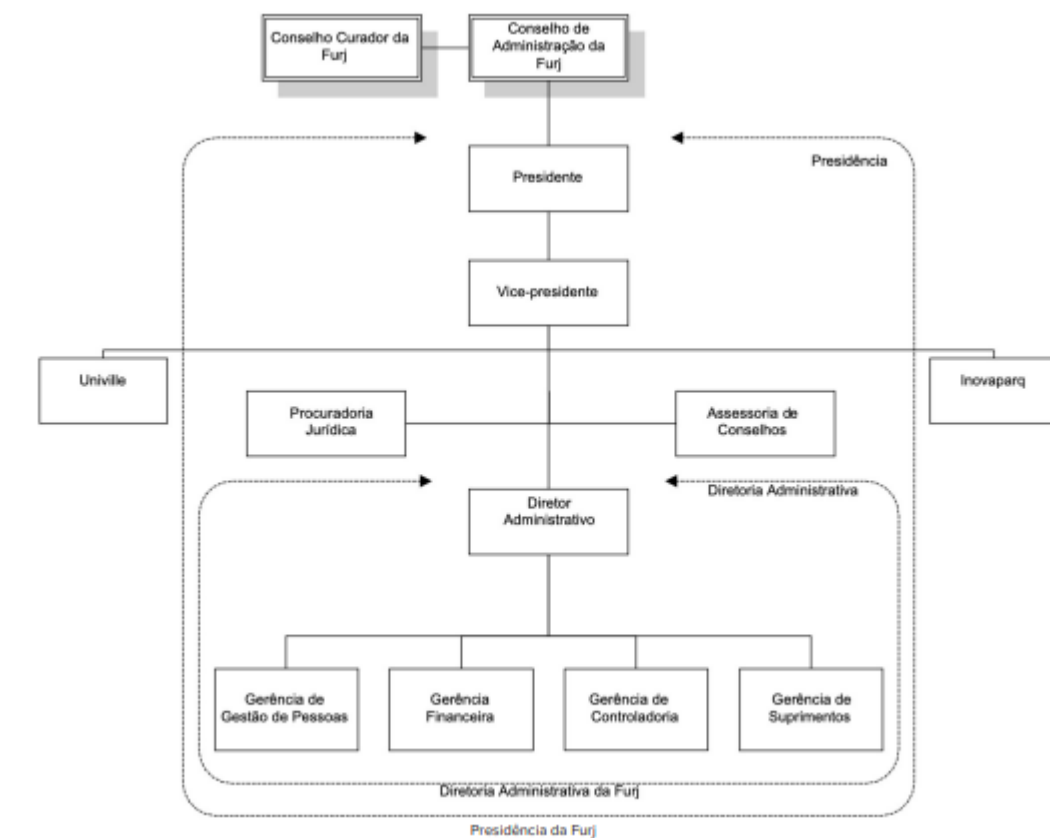 Conselho Curador da
Furj
Conselho de
Administração da
Furj
Presidência
Presidente
Vice-presidente
Univille
Inovaparq
Procuradoria
Jurídica
Assessoria de
Conselhos
Diretoria Administrativa
Diretor
Administrativo
Gerência de
Gestão de Pessoas
Gerência
Financeira
Gerência de
Controladoria
Gerência de
Suprimentos
Diretoria Administrativa da Furj
Presidência da Furj